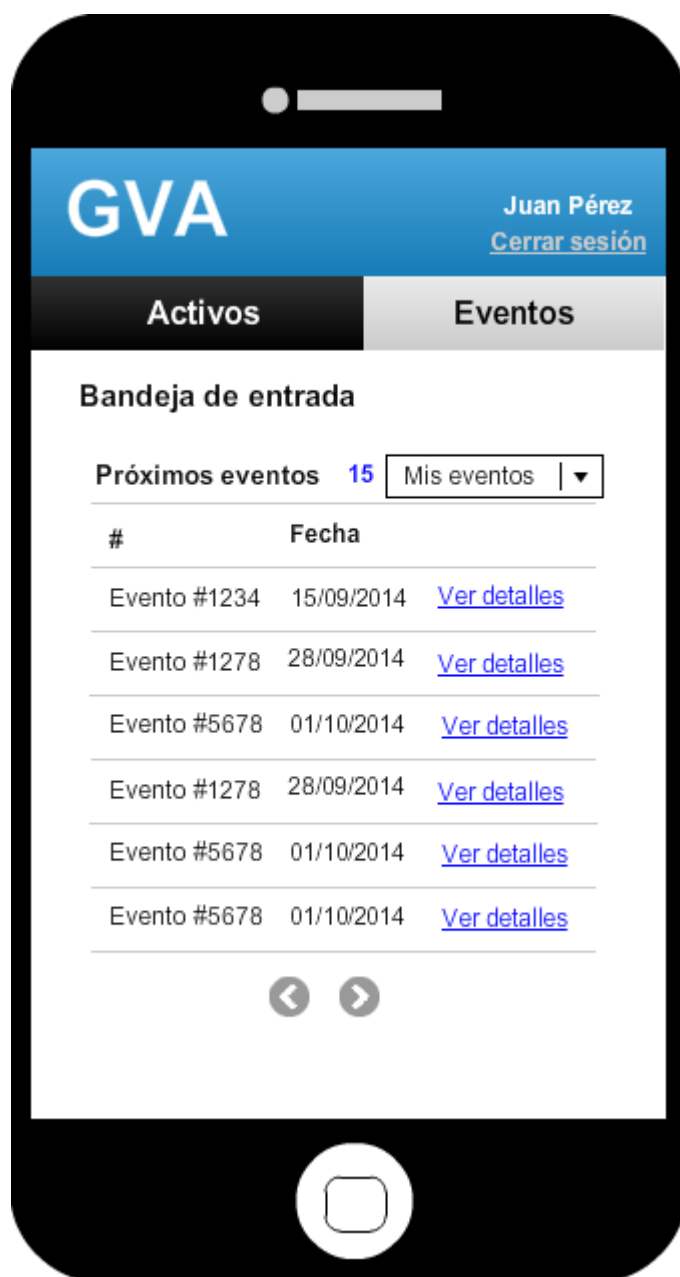 GVA
Juan Pérez
Cerrar sesión
Activos Eventos
Bandeja de entrada
Próximos eventos 15 Mis eventos
# Fecha
Evento #1234 15/09/2014 Ver detalles
Evento #1278 28/09/2014 Ver detalles
Evento #5678 01/10/2014 Ver detalles
Evento #1278 28/09/2014 Ver detalles
Evento #5678 01/10/2014 Ver detalles
Evento #5678 01/10/2014 Ver detalles